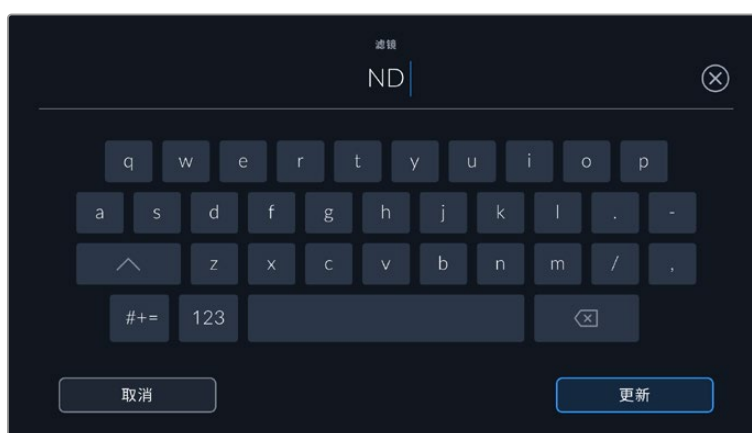 滤镜
ND
q w e r t y u i o p
a s d f g h j k l . -
z x c v b n m / ,
#+= 123
取消 更新